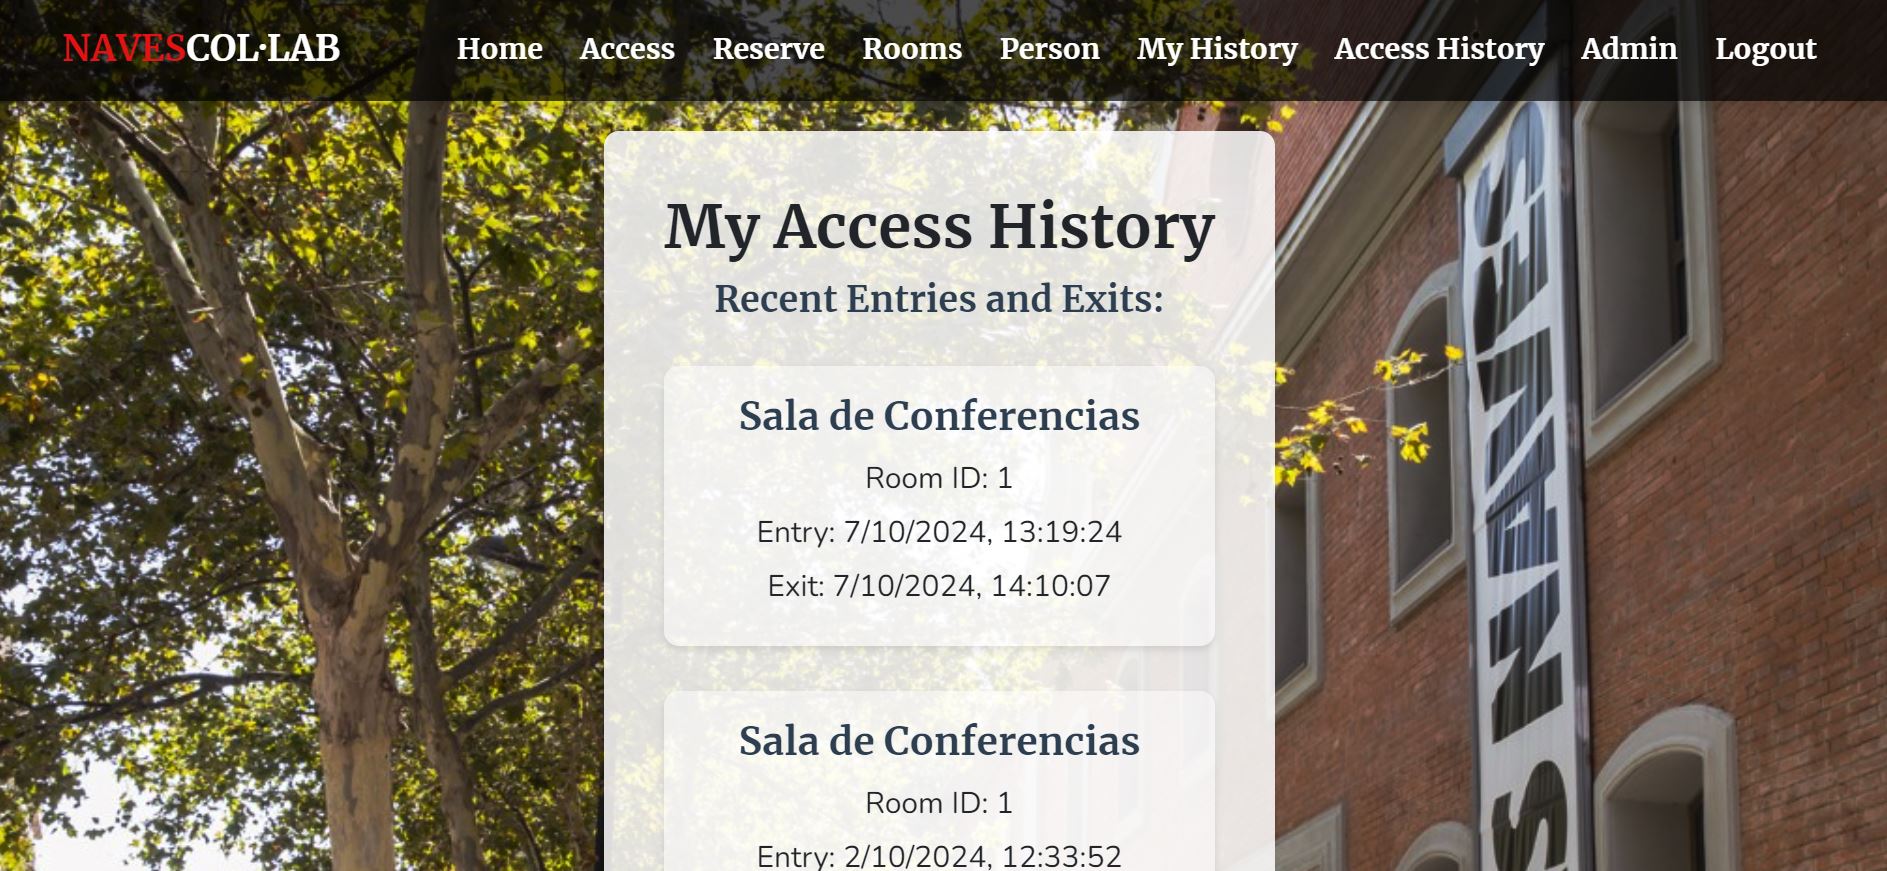 NAVESCOL·LAB Home Access Reserve Rooms Person My History Access History Admin Logout
My Access History
Recent Entries and Exits:
Sala de Conferencias
Room ID: 1
Entry: 7/10/2024, 13:19:24
Exit: 7/10/2024, 14:10:07
Sala de Conferencias
Room ID: 1
Entry: 2/10/2024, 12:33:52